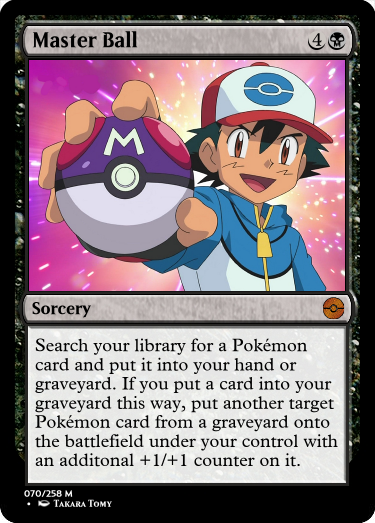 Master Ball 4
M
Sorcery
Search your library for a Pokémon
card and put it into your hand or
graveyard. If you put a card into your
graveyard this way, put another target
Pokémon card from a graveyard onto
the battlefield under your control with
an additonal +1/+1 counter on it.
070/258 M
• Takara Tomy